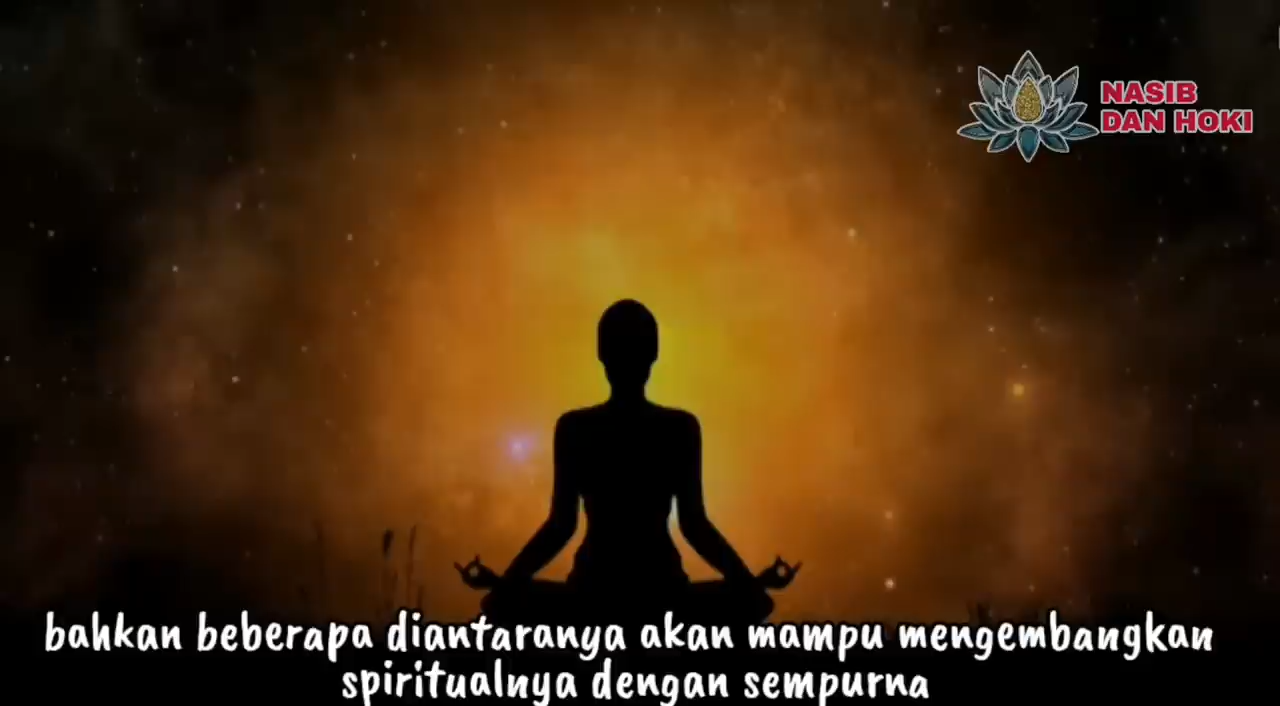 NASIB
DAN HOKI
bahkan beberapa diantaranya akan mampu mengembangkan
spiritualnya dengan sempurna